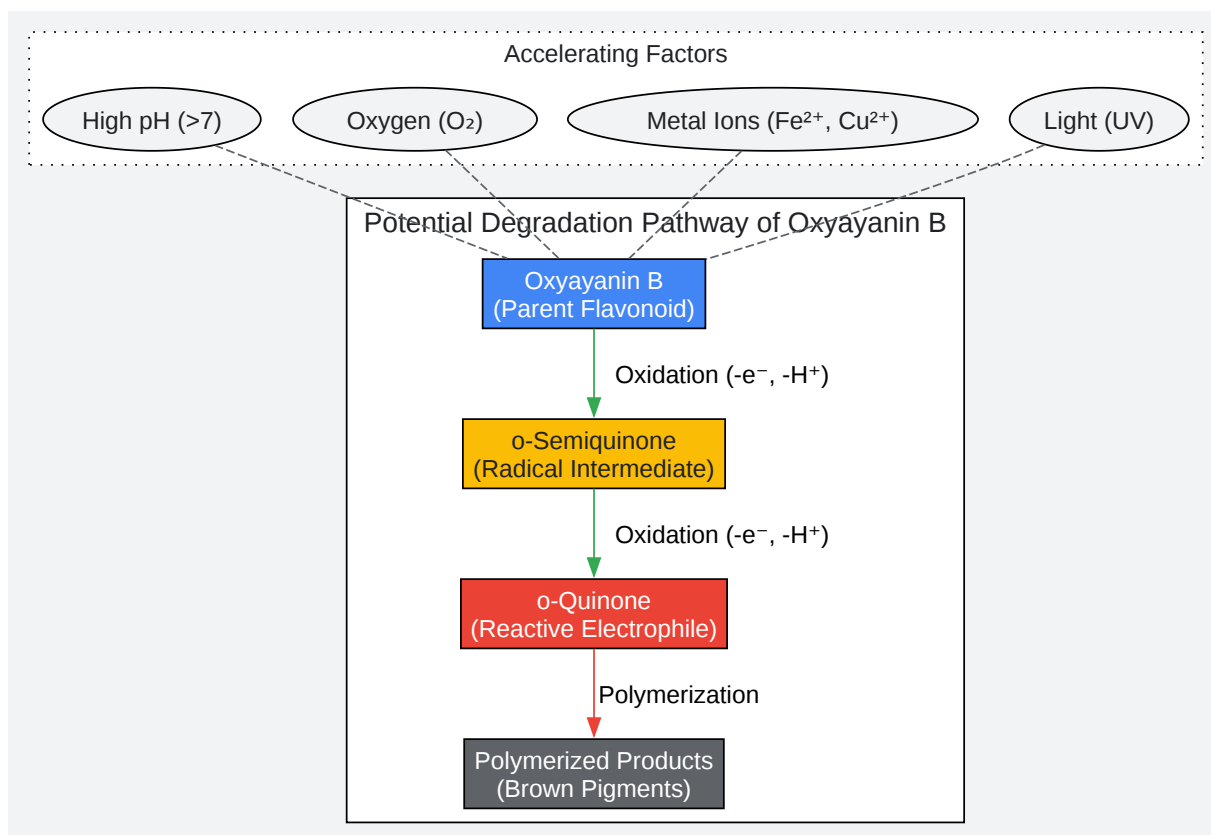 Accelerating Factors
High pH (>7)
Oxygen (O₂)
Metal Ions (Fe²⁺, Cu²⁺)
Light (UV)
Potential Degradation Pathway of Oxyayanin B
Oxyayanin B
(Parent Flavonoid)
Oxidation (-e⁻, -H⁺)
o-Semiquinone
(Radical Intermediate)
Oxidation (-e⁻, -H⁺)
o-Quinone
(Reactive Electrophile)
Polymerization
Polymerized Products
(Brown Pigments)